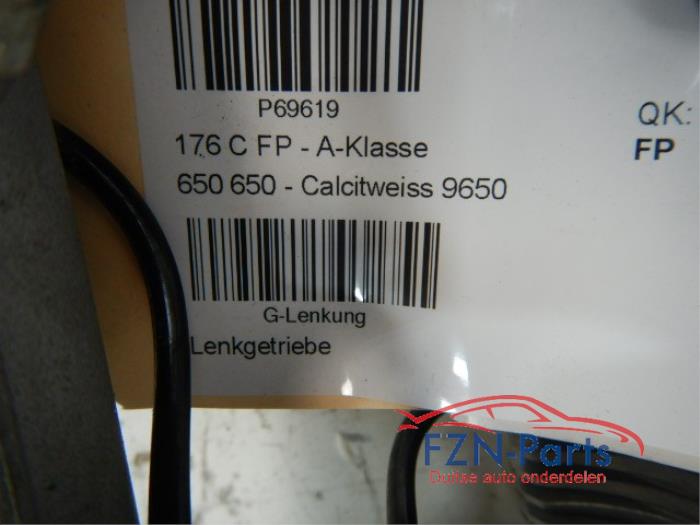 P69619
QK:
176 C FP - A-Klasse
FP
650 650 - Calcitweiss 9650
G-Lenkung
Lenkgetriebe
FZN-Parts
Duitse auto onderdelen